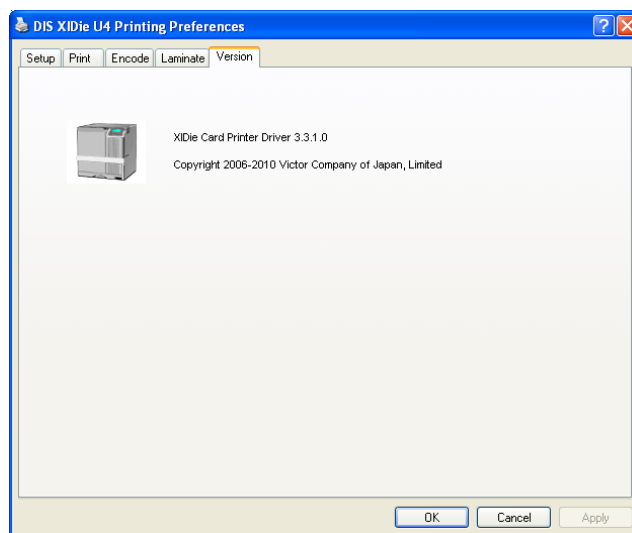 DIS XIDie U4 Printing Preferences
Setup Print Encode Laminate Version
XIDie Card Printer Driver 3.3.1.0
Copyright 2006-2010 Victor Company of Japan, Limited
OK Cancel Apply